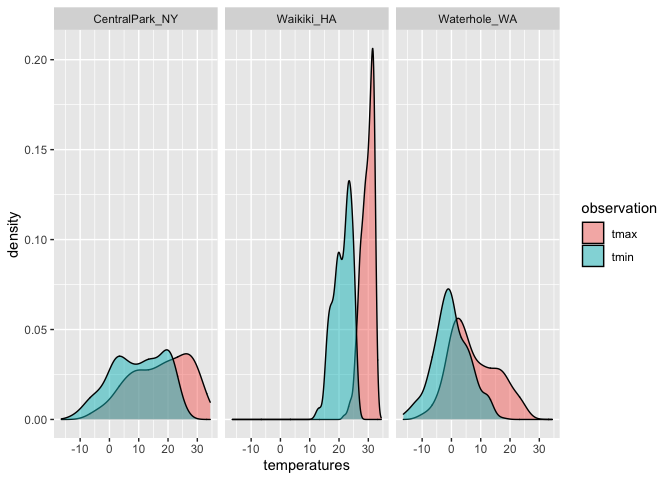 CentralPark_NY Waikiki_HA Waterhole_WA
0.20
0.15
0.10
0.05
0.00
density
-10 0 10 20 30 -10 0 10 20 30 -10 0 10 20 30
temperatures
observation
tmax
tmin